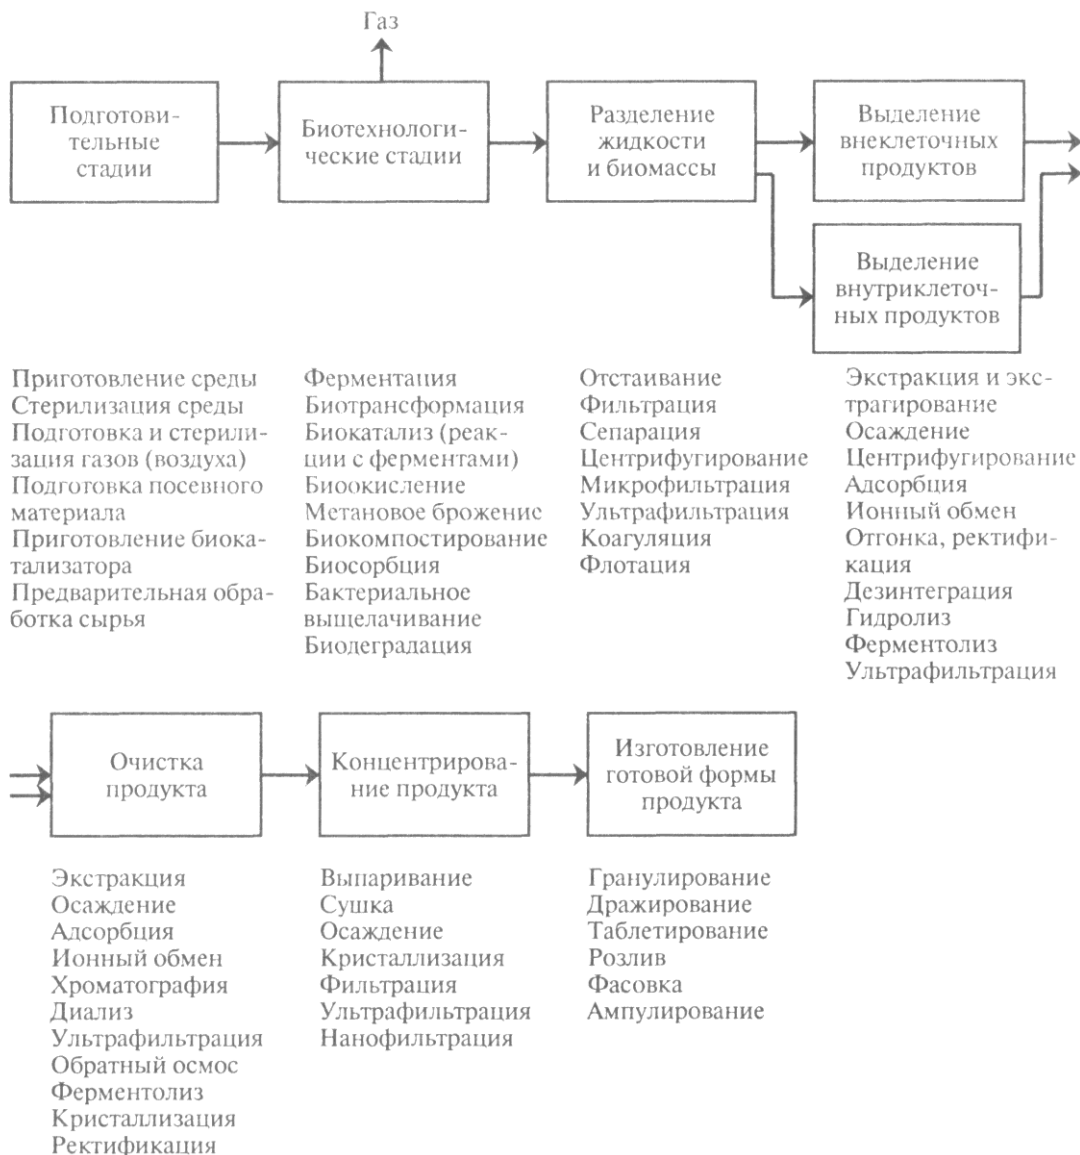 Газ
Подготови-
тельные
стадии
Биотехнологи-
ческие стадии
Разделение
жидкости
и биомассы
Выделение
внеклеточных
продуктов
Выделение
внутриклеточ-
ных продуктов
Приготовление среды
Стерилизация среды
Подготовка и стерили-
зация газов (воздуха)
Подготовка посевного
материала
Приготовление биока-
тализатора
Предварительная обра-
ботка сырья
Ферментация
Биотрансформация
Биокатализ (реак-
ции с ферментами)
Биоокисление
Метановое брожение
Биокомпостирование
Биосорбция
Бактериальное
выщелачивание
Биодеградация
Отстаивание
Фильтрация
Сепарация
Центрифугирование
Микрофильтрация
Ультрафильтрация
Коагуляция
Флотация
Экстракция и экс-
трагирование
Осаждение
Центрифугирование
Адсорбция
Ионный обмен
Отгонка, ректифи-
кация
Дезинтеграция
Гидролиз
Ферментолиз
Ультрафильтрация
Очистка
продукта
Концентрирова-
ние продукта
Изготовление
готовой формы
продукта
Экстракция
Осаждение
Адсорбция
Ионный обмен
Хроматография
Диализ
Ультрафильтрация
Обратный осмос
Ферментолиз
Кристаллизация
Ректификация
Выпаривание
Сушка
Осаждение
Кристаллизация
Фильтрация
Ультрафильтрация
Нанофильтрация
Гранулирование
Дражирование
Таблетирование
Розлив
Фасовка
Ампулирование